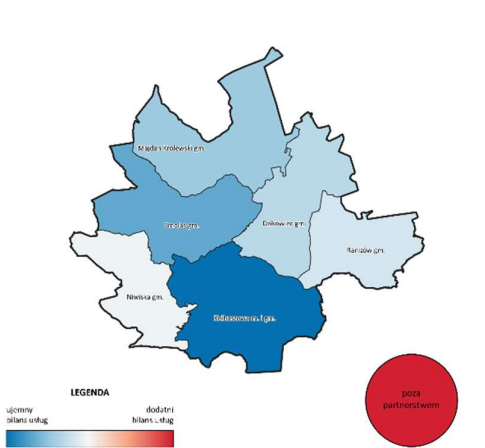 Majdan Królewski gm.
Cmolas gm.
Dzikowiec gm.
Raniżów gm.
Niwiska gm.
Kolbuszowa m. i gm.
LEGENDA
ujemny
bilans usług
dodatni
bilans usług
poza
partnerstwem